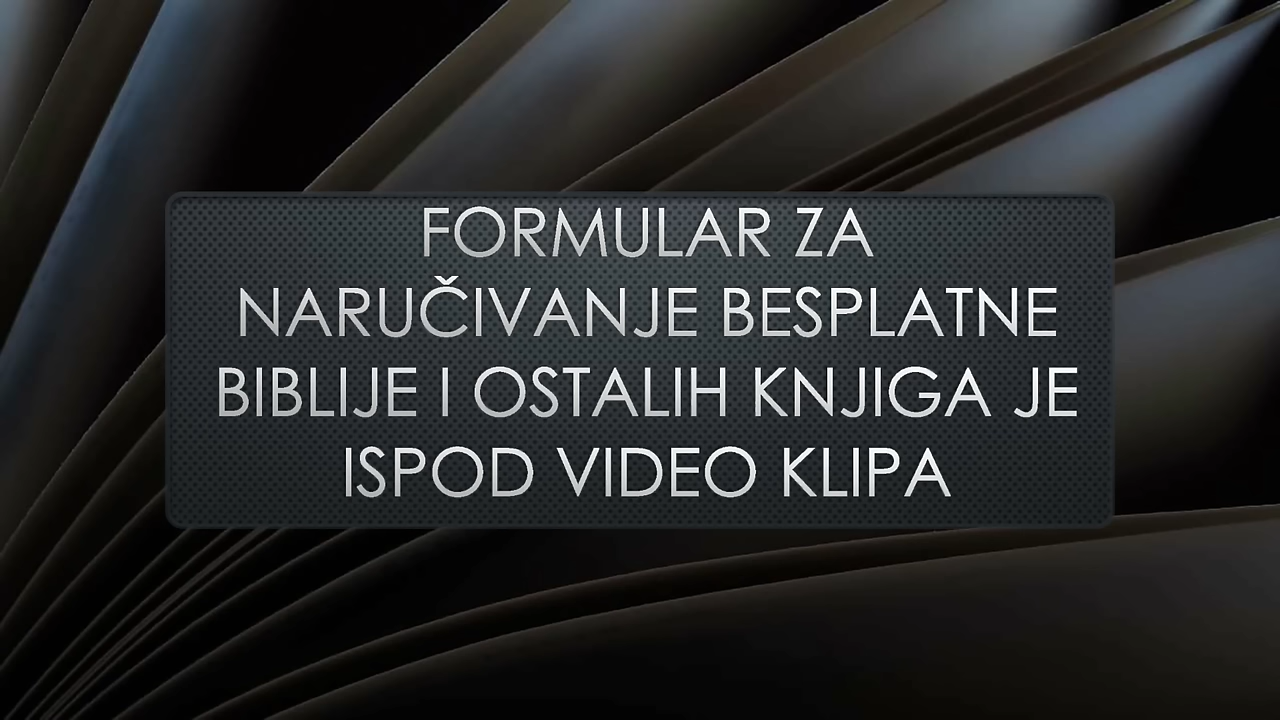 FORMULAR ZA
NARUČIVANJE BESPLATNE
BIBLIJE I OSTALIH KNJIGA JE
ISPOD VIDEO KLIPA